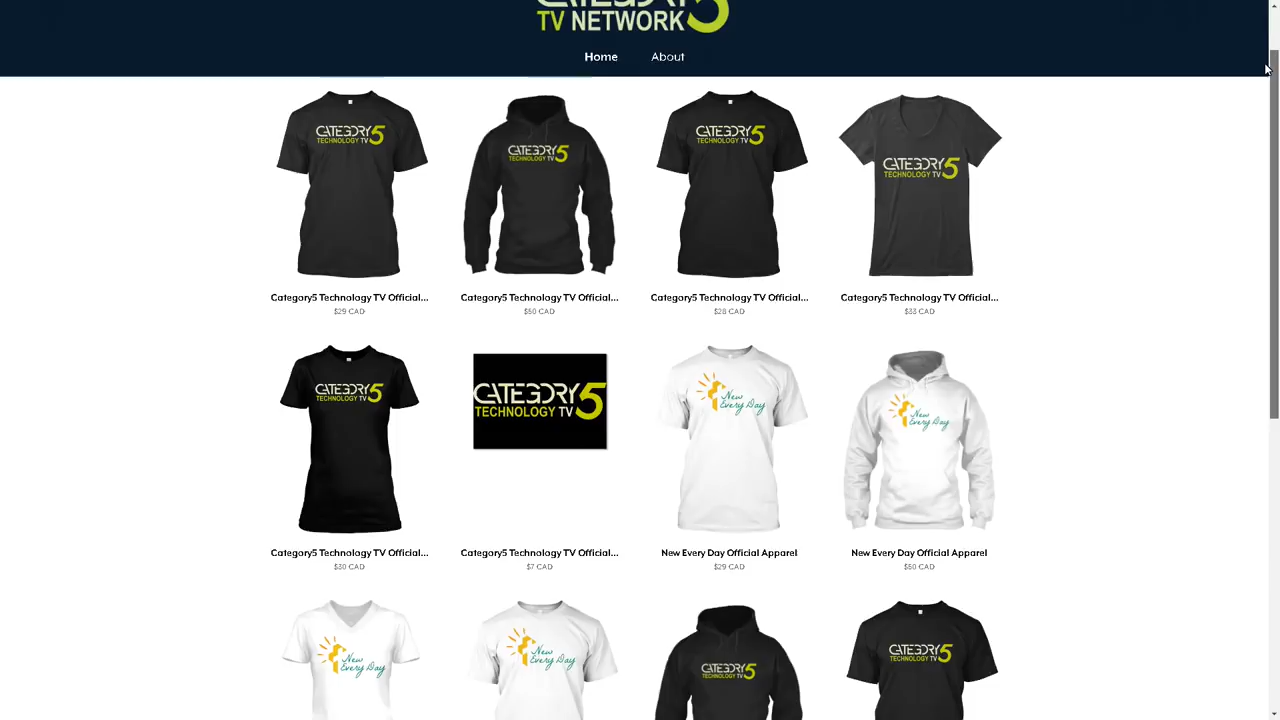 CATEGORY5
TV NETWORK
Home About
CATEGORY5
TECHNOLOGY TV
CATEGORY5
TECHNOLOGY TV
CATEGORY5
TECHNOLOGY TV
CATEGORY5
TECHNOLOGY TV
Category5 Technology TV Official...
$29 CAD
Category5 Technology TV Official...
$50 CAD
Category5 Technology TV Official...
$28 CAD
Category5 Technology TV Official...
$33 CAD
CATEGORY5
TECHNOLOGY TV
CATEGORY5
TECHNOLOGY TV
New
Every Day
New
Every Day
Category5 Technology TV Official...
$30 CAD
Category5 Technology TV Official...
$7 CAD
New Every Day Official Apparel
$29 CAD
New Every Day Official Apparel
$50 CAD
New
Every Day
New
Every Day
CATEGORY5
TECHNOLOGY TV
CATEGORY5
TECHNOLOGY TV